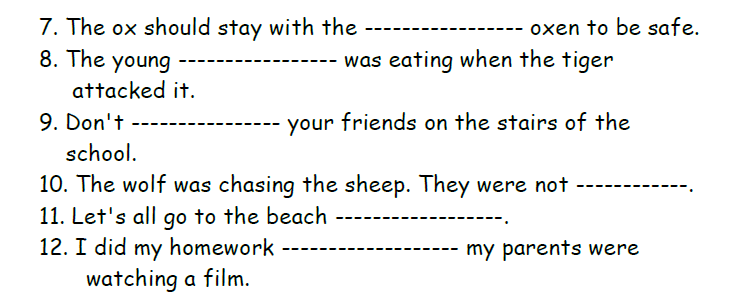 7. The ox should stay with the ----------------- oxen to be safe.
8. The young ----------------- was eating when the tiger
attacked it.
9. Don't ---------------- your friends on the stairs of the
school.
10. The wolf was chasing the sheep. They were not ------------.
11. Let's all go to the beach ------------------.
12. I did my homework ------------------- my parents were
watching a film.